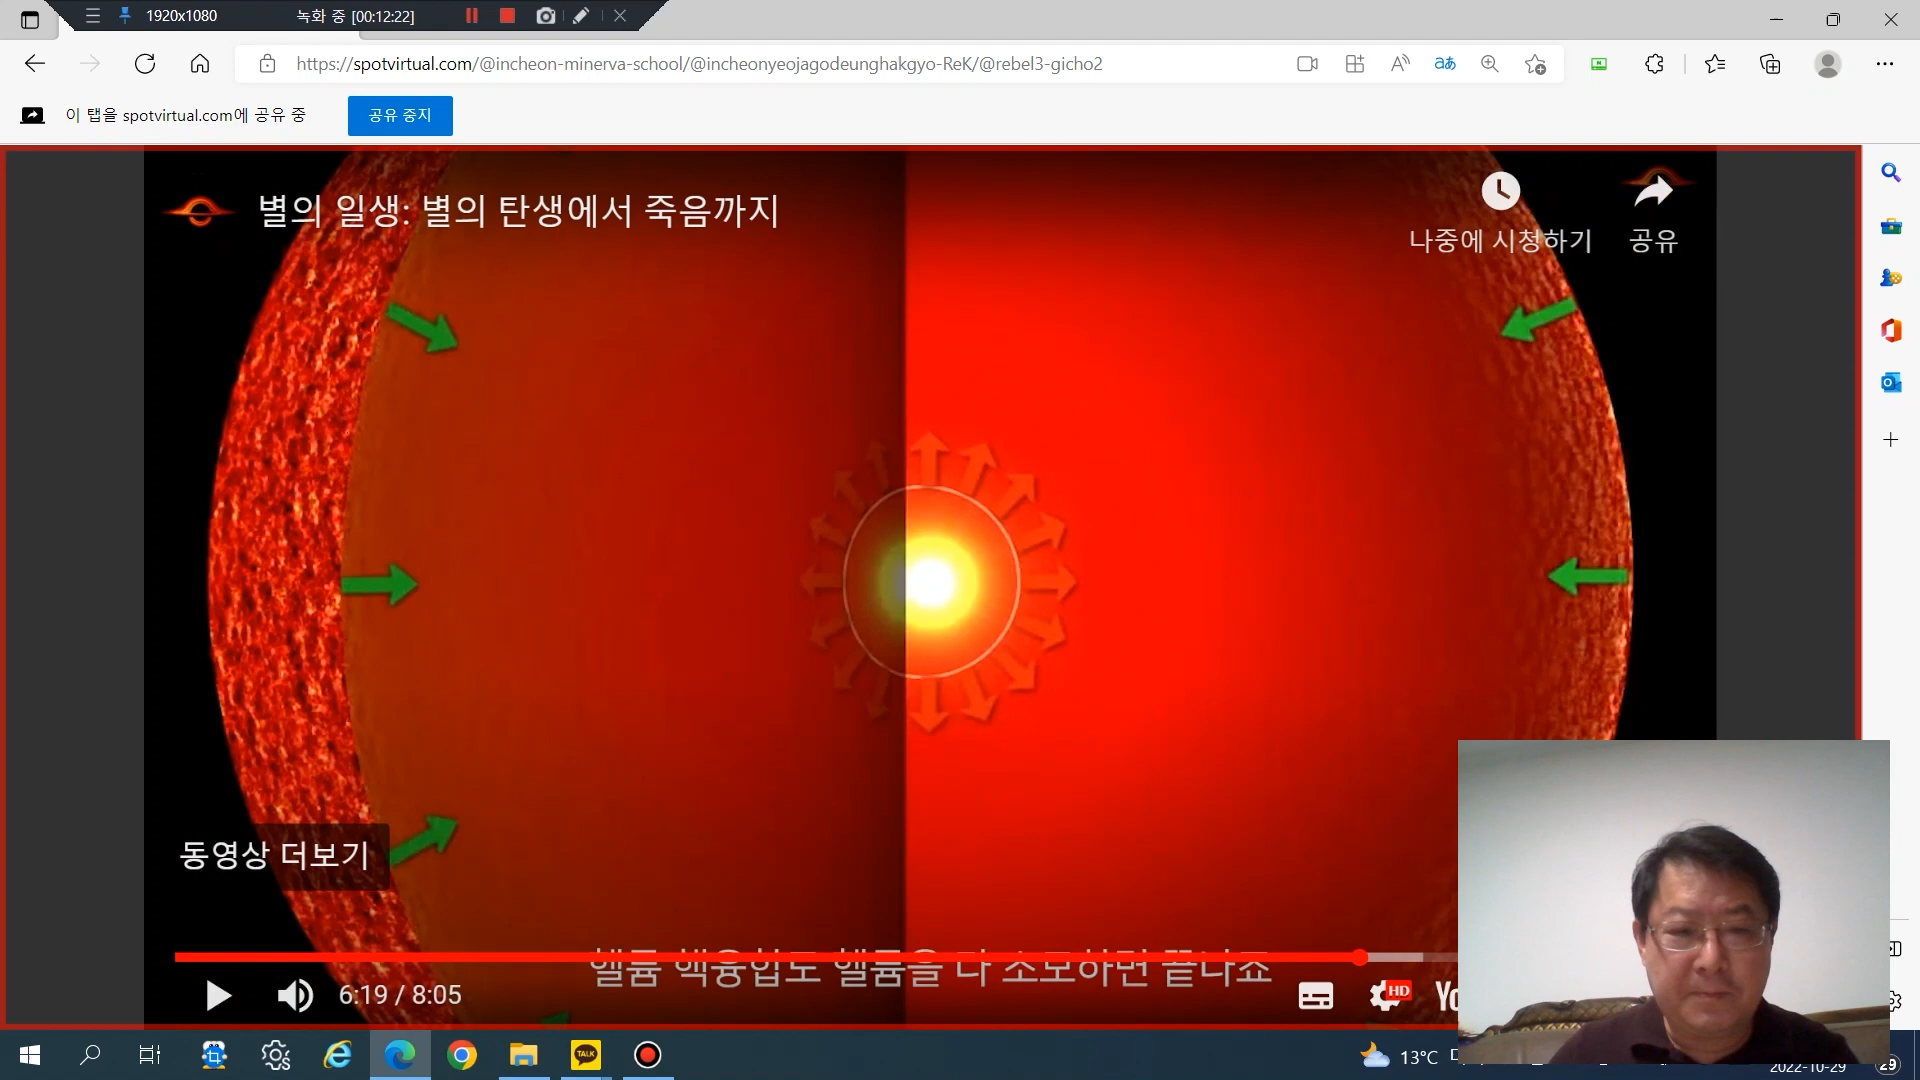 1920x1080
녹화 중 [00:12:22]
https://spotvirtual.com/@incheon-minerva-school/@incheonyeojagodeunghakgyo-ReK/@rebel3-gicho2
이 탭을 spotvirtual.com에 공유 중
공유 중지
별의 일생: 별의 탄생에서 죽음까지
나중에 시청하기
공유
동영상 더보기
헬륨 핵융합도 헬륨을 다 소모하면 끝나죠
6:19 / 8:05
HD
TALK
13°C
2022-10-29
29